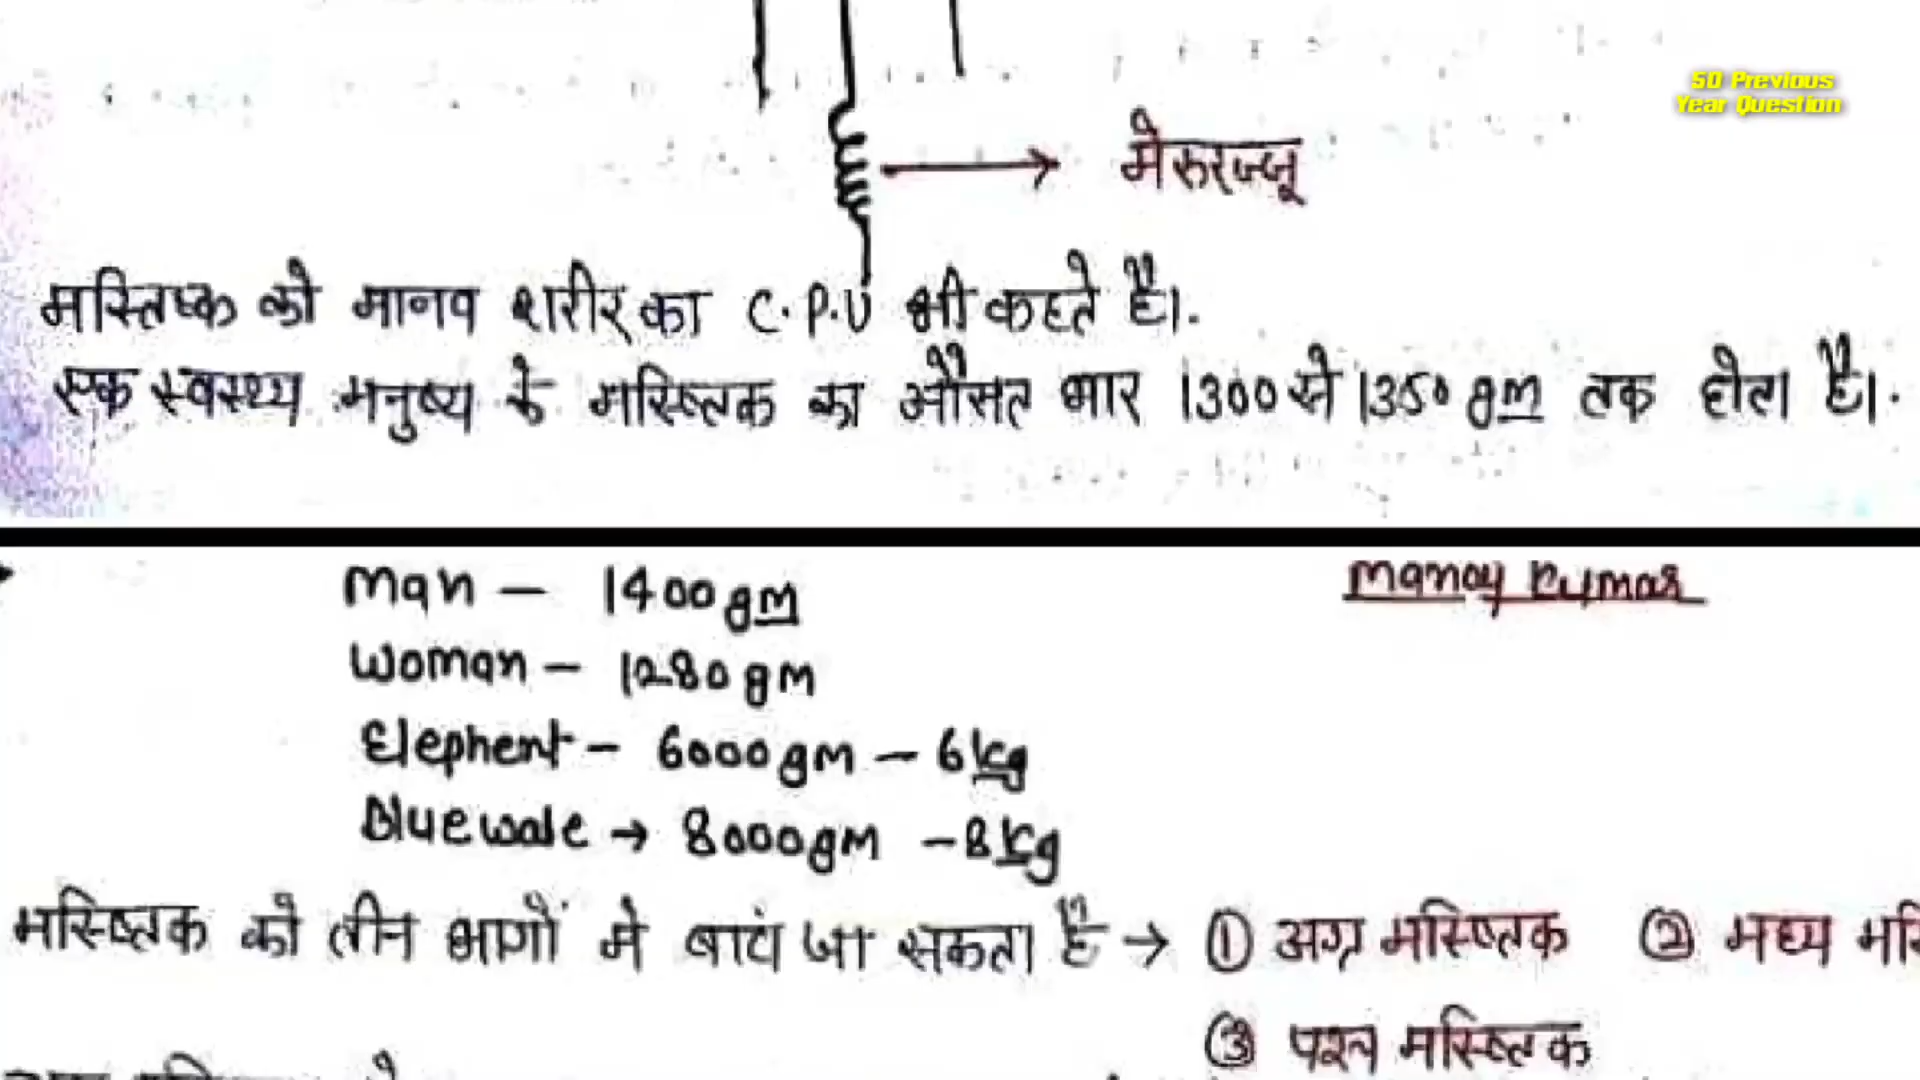 50 Previous
Year Question
मेरुरज्जू
मस्तिष्क को मानव शरीर का C.P.U भी कहते है।.
एक स्वस्थ्य मनुष्य के मस्ष्तिक का औसत भार 1300 से 1350 gm तक होता है।.
Man – 1400 gm
Manoy Kumar
Woman – 1280 gm
Elephent – 6000 gm – 6 kg
Bluewale → 8000 gm – 8 kg
मस्ष्तिक को तीन भागों मे बांटा जा सकता है → ① अग्र मस्ष्तिक ② मध्य
③ पश्च मस्ष्तिक